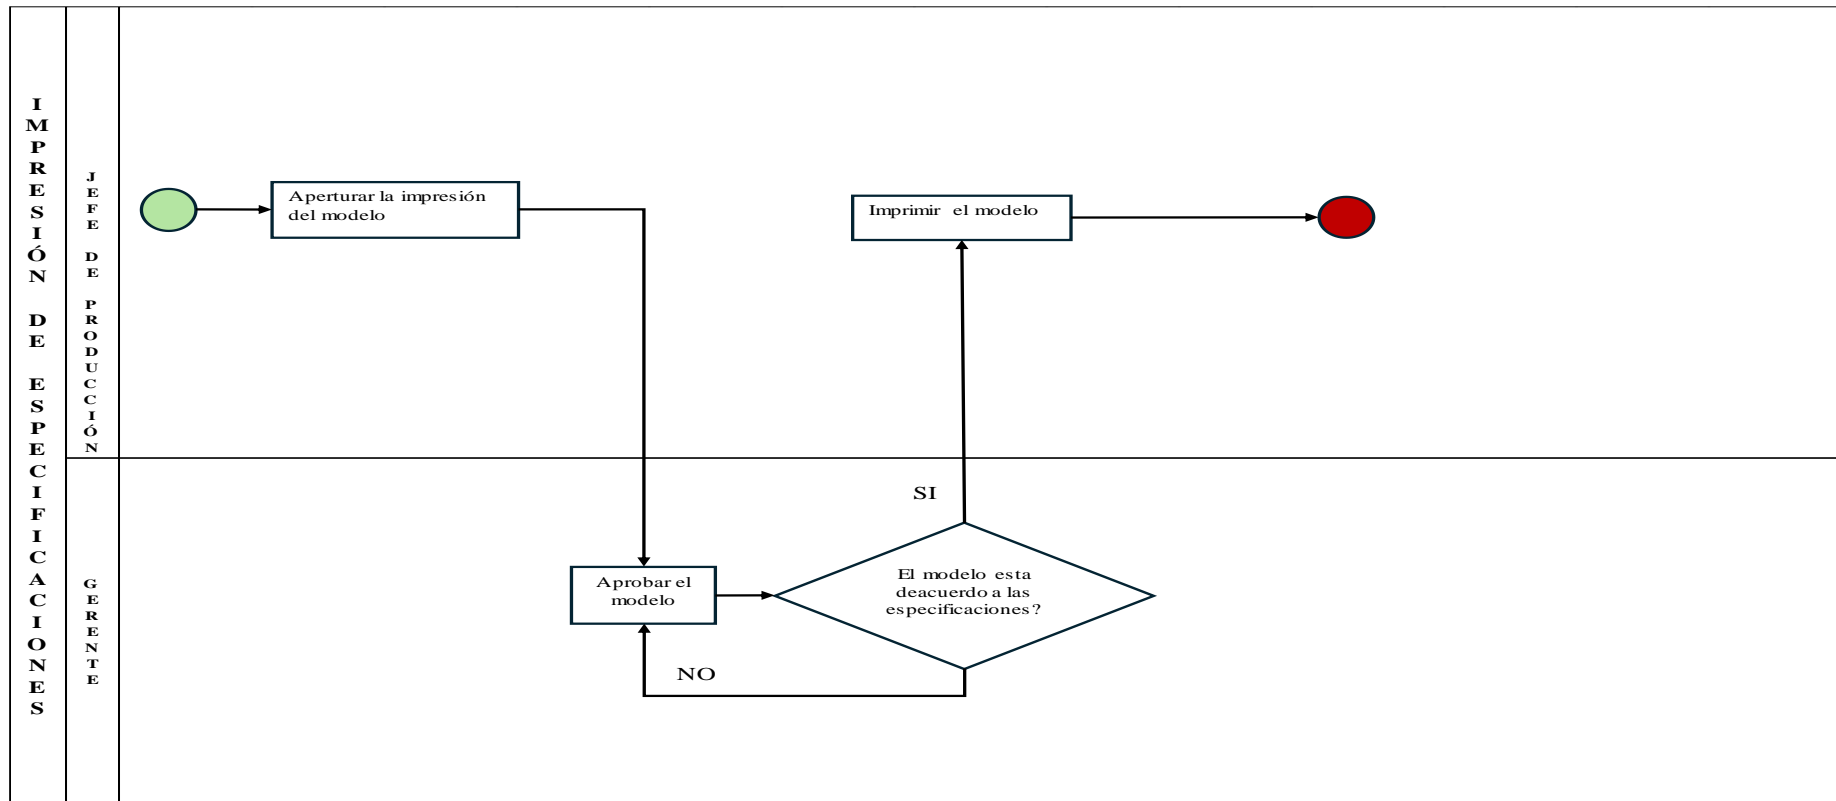 IMPRESIÓN DE ESPECIFICACIONES
JEFE DE PRODUCCIÓN
Aperturar la impresión
del modelo
Imprimir el modelo
GERENTE
SI
Aprobar el
modelo
El modelo esta
deacuerdo a las
especificaciones?
NO